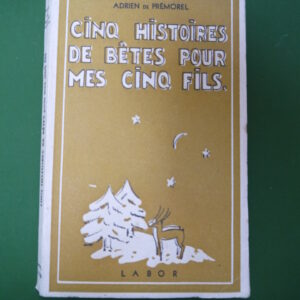 ADRIEN DE PRÉMOREL
CINQ HISTOIRES
DE BÊTES POUR
MES CINQ FILS.
LABOR